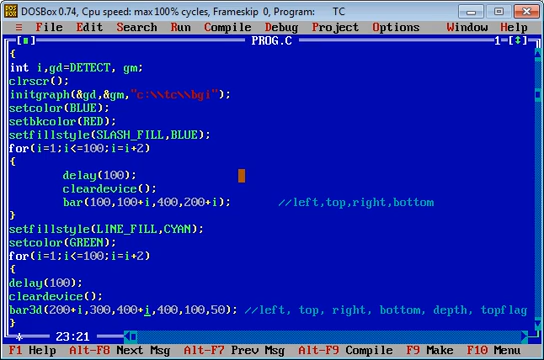 DOSBox 0.74, Cpu speed: max 100% cycles, Frameskip 0, Program: TC
≡ File Edit Search Run Compile Debug Project Options Window Help
[■] PROG.C 1=[↕]
{
int i,gd=DETECT, gm;
clrscr();
initgraph(&gd,&gm,"c:\\tc\\bgi");
setcolor(BLUE);
setbkcolor(RED);
setfillstyle(SLASH_FILL,BLUE);
for(i=1;i<=100;i=i+2)
{
delay(100);
cleardevice();
bar(100,100+i,400,200+i); //left,top,right,bottom
}
setfillstyle(LINE_FILL,CYAN);
setcolor(GREEN);
for(i=1;i<=100;i=i+2)
{
delay(100);
cleardevice();
bar3d(200+i,300,400+i,400,100,50); //left, top, right, bottom, depth, topflag
}
* 23:21
F1 Help Alt-F8 Next Msg Alt-F7 Prev Msg Alt-F9 Compile F9 Make F10 Menu